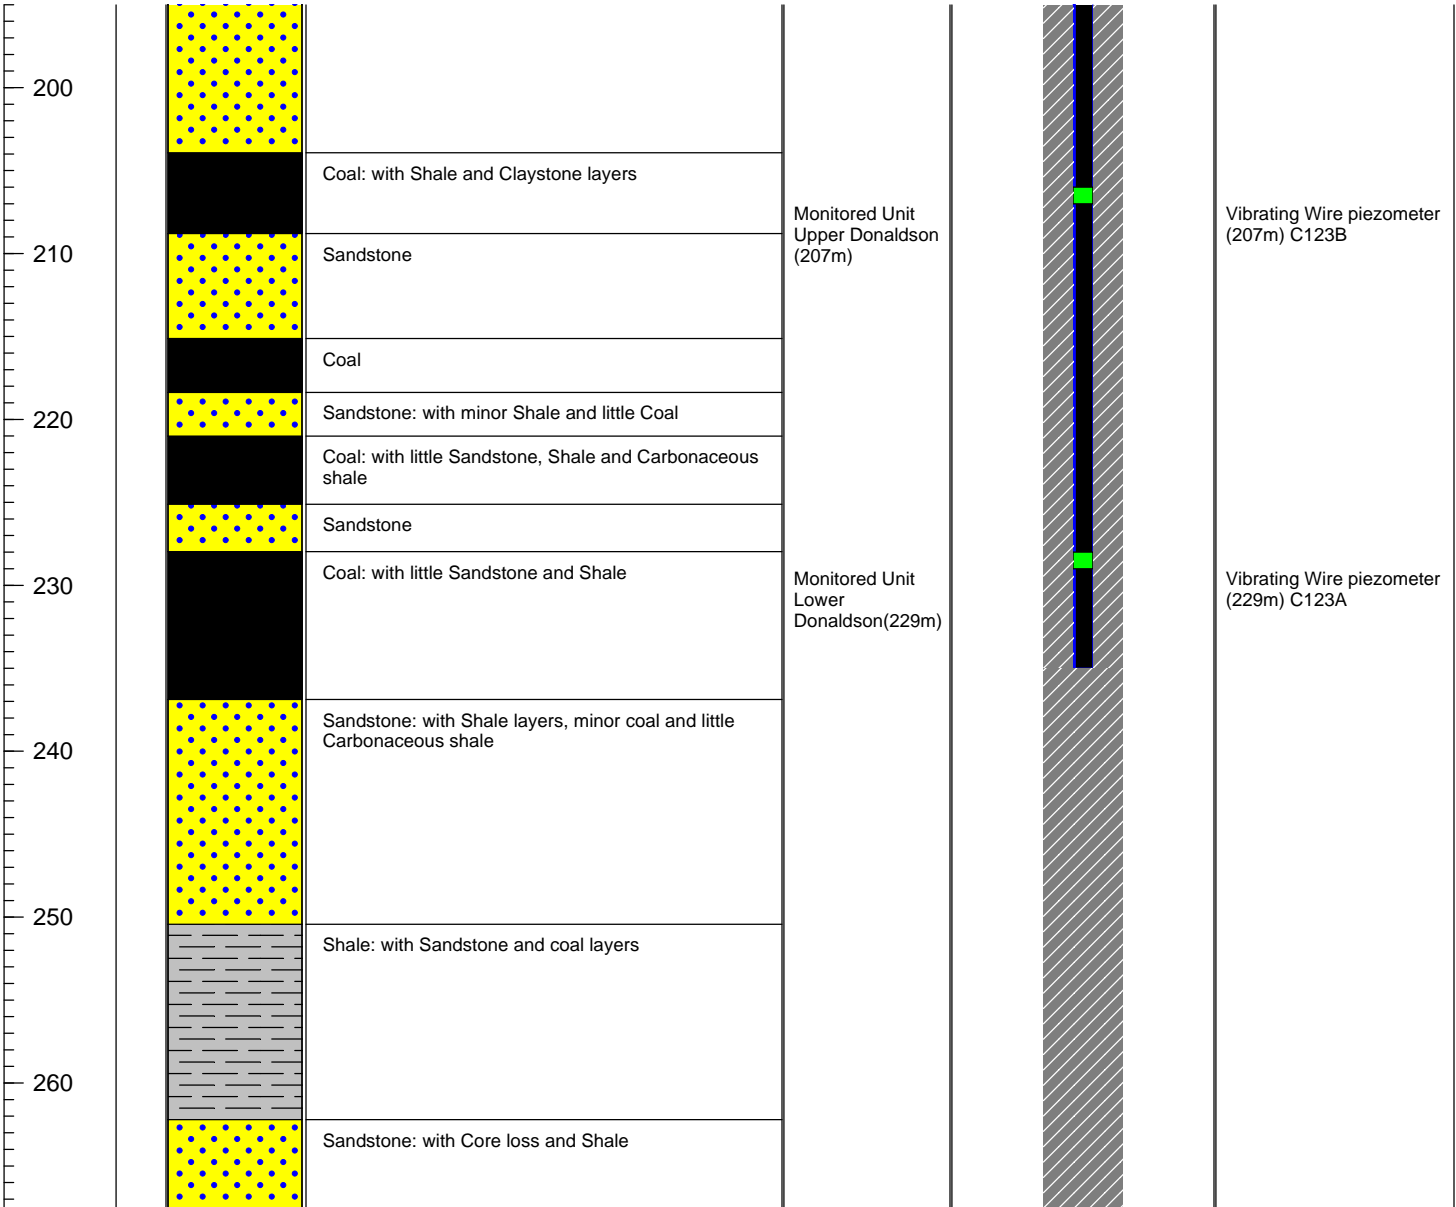 200
Coal: with Shale and Claystone layers
Monitored Unit
Upper Donaldson
(207m)
Vibrating Wire piezometer
(207m) C123B
210
Sandstone
Coal
220
Sandstone: with minor Shale and little Coal
Coal: with little Sandstone, Shale and Carbonaceous
shale
Sandstone
230
Coal: with little Sandstone and Shale
Monitored Unit
Lower
Donaldson(229m)
Vibrating Wire piezometer
(229m) C123A
Sandstone: with Shale layers, minor coal and little
Carbonaceous shale
240
250
Shale: with Sandstone and coal layers
260
Sandstone: with Core loss and Shale